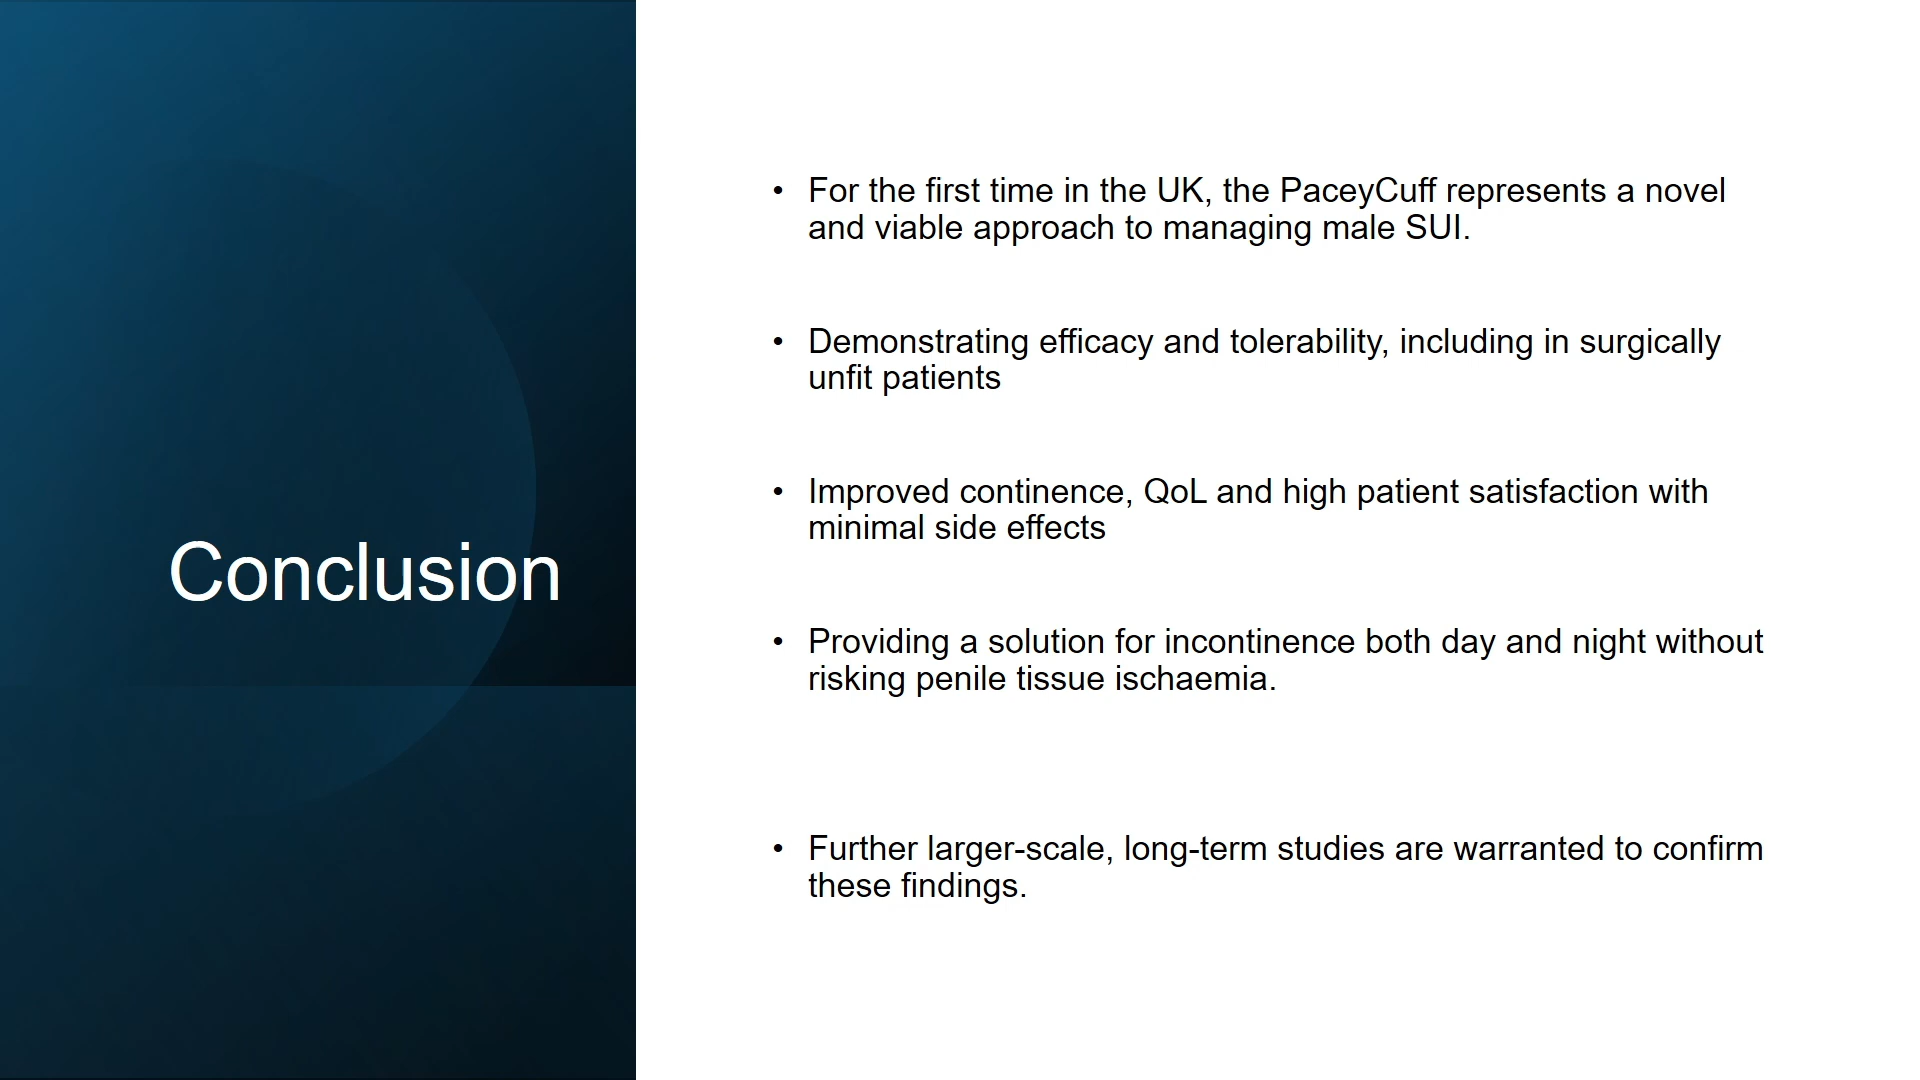 Conclusion
• For the first time in the UK, the PaceyCuff represents a novel
and viable approach to managing male SUI.
• Demonstrating efficacy and tolerability, including in surgically
unfit patients
• Improved continence, QoL and high patient satisfaction with
minimal side effects
• Providing a solution for incontinence both day and night without
risking penile tissue ischaemia.
• Further larger-scale, long-term studies are warranted to confirm
these findings.